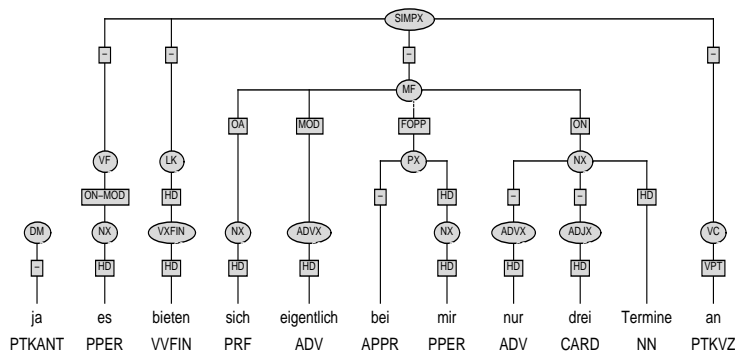 SIMPX
– – –  –
MF
OA MOD FOPP ON
VF LK PX NX
ON–MOD HD – HD – – HD
DM NX VXFIN NX ADVX NX ADVX ADJX VC
– HD HD HD HD HD HD HD VPT
ja es bieten sich eigentlich bei mir nur drei Termine an
PTKANT PPER VVFIN PRF ADV APPR PPER ADV CARD NN PTKVZ